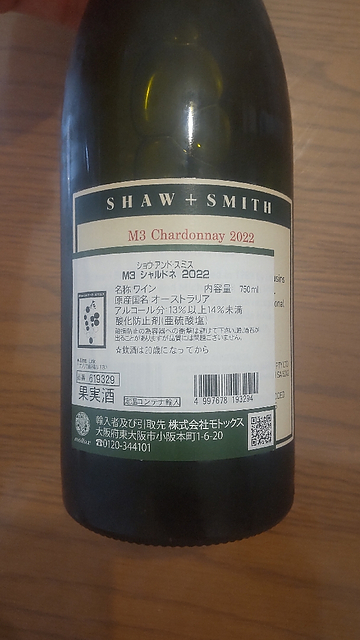 SHAW + SMITH
M3 Chardonnay 2022
ショウ・アンド・スミス
M3 シャルドネ 2022
名称 ワイン 内容量 750ml
原産国名 オーストラリア
アルコール分 13%以上14%未満
酸化防止剤(亜硫酸塩)
☆飲酒は20歳になってから
619329
果実酒
定温コンテナ輸入
4 997678 193294
輸入者及び引取先 株式会社モトックス
大阪府東大阪市小阪本町1-6-20
0120-344101